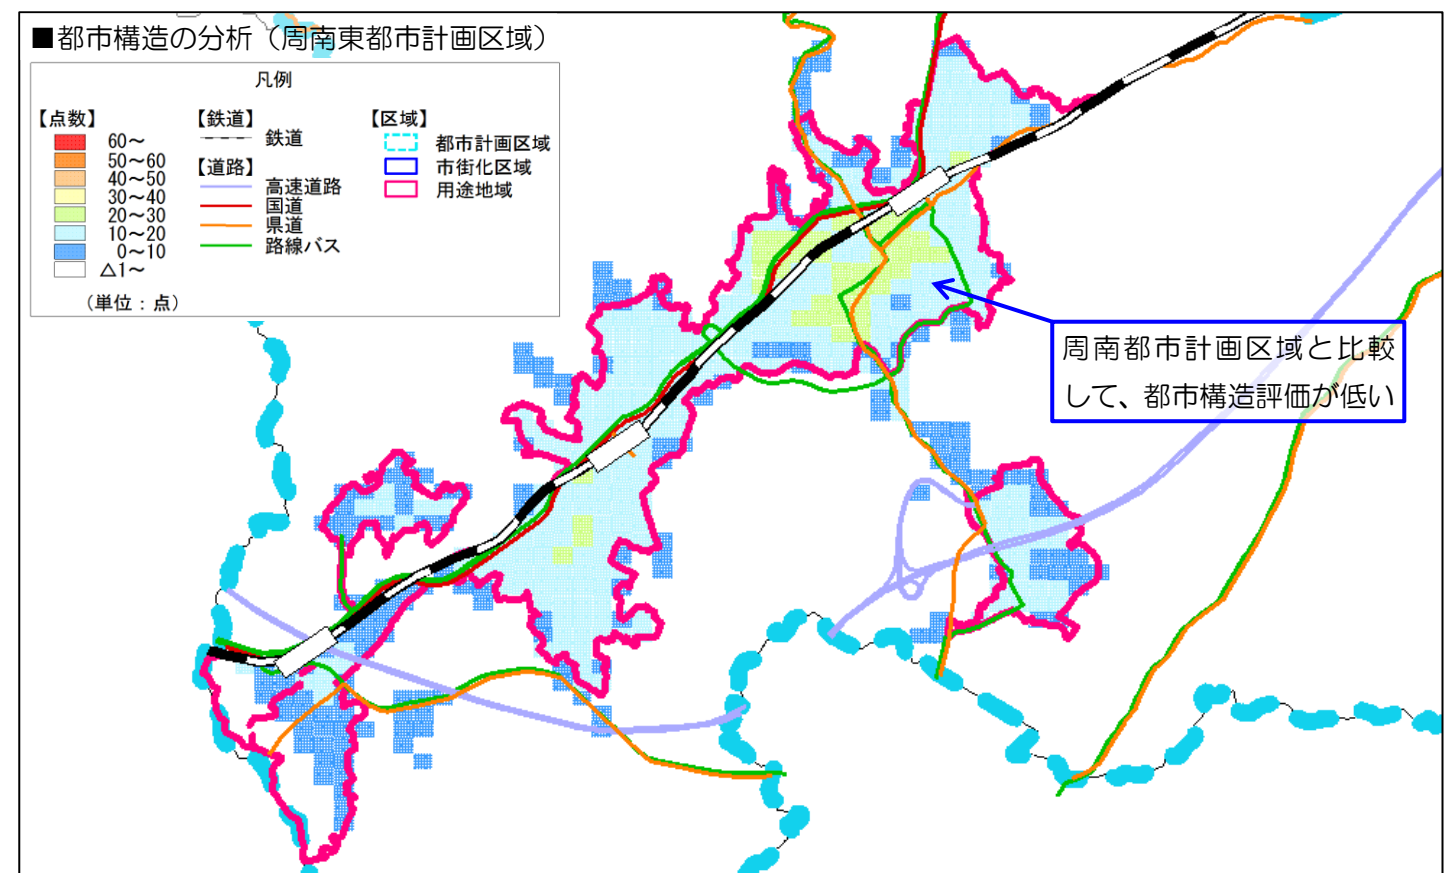 ■都市構造の分析（周南東都市計画区域）
凡例
【点数】
60～
50～60
40～50
30～40
20～30
10～20
0～10
△1～
（単位：点）
【鉄道】
鉄道
【道路】
高速道路
国道
県道
路線バス
【区域】
都市計画区域
市街化区域
用途地域
周南都市計画区域と比較
して、都市構造評価が低い